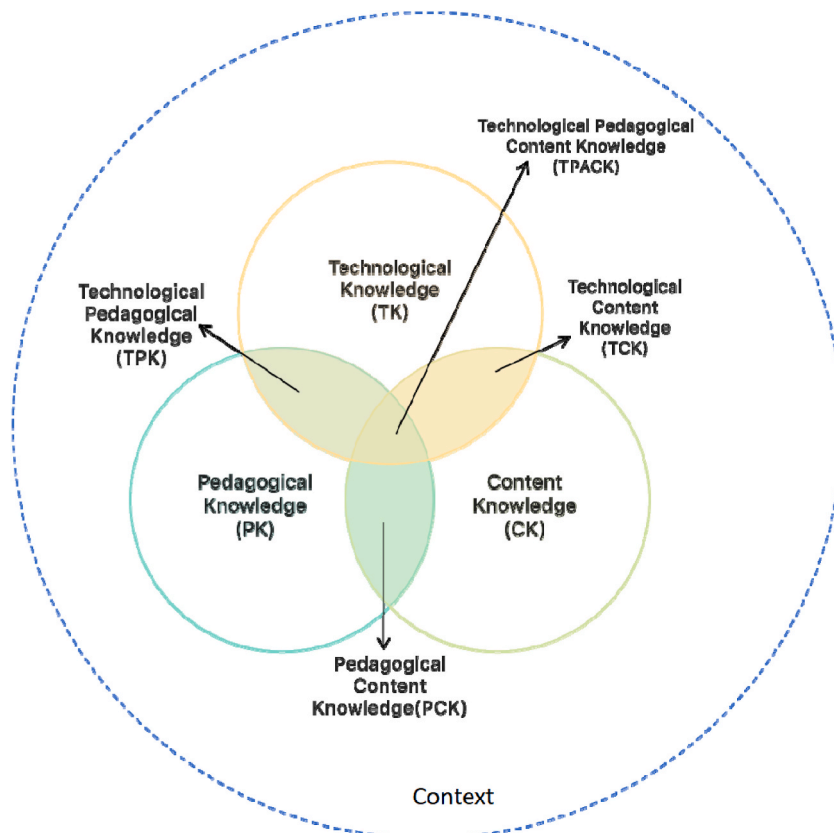 Technological Pedagogical
Content Knowledge
(TPACK)
Technological
Knowledge
(TK)
Technological
Pedagogical
Knowledge
(TPK)
Technological
Content
Knowledge
(TCK)
Pedagogical
Knowledge
(PK)
Content
Knowledge
(CK)
Pedagogical
Content
Knowledge(PCK)
Context